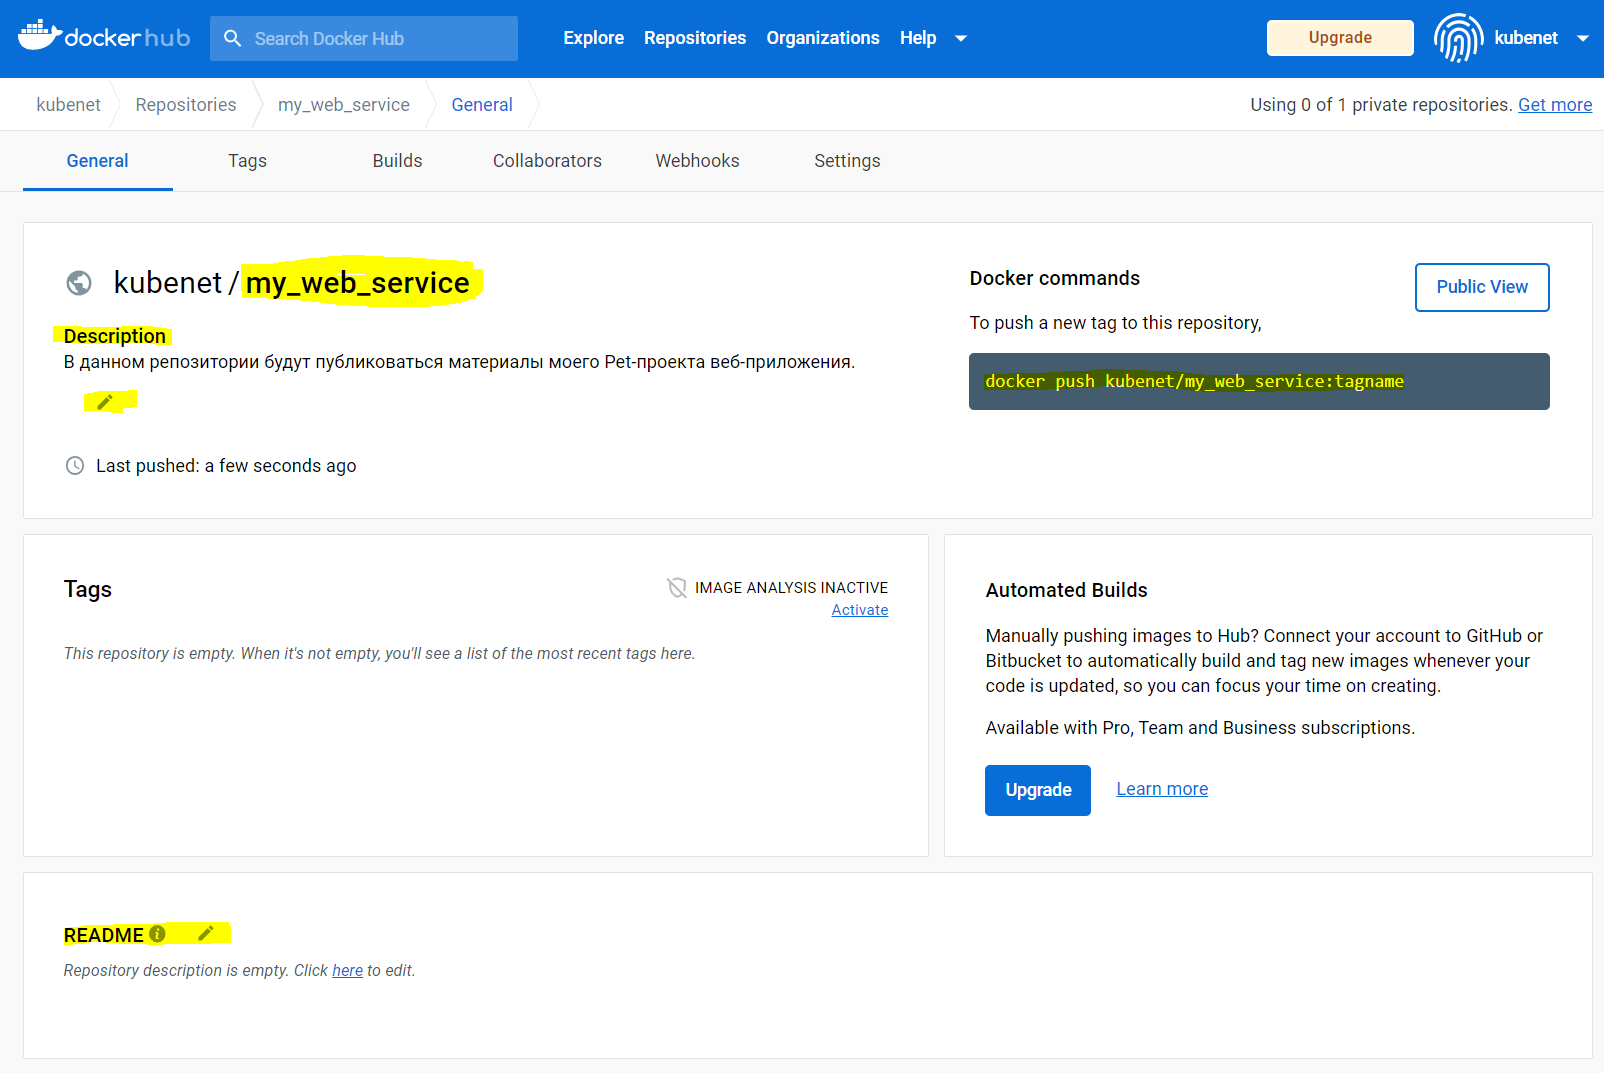 docker hub
Search Docker Hub
Explore Repositories Organizations Help
Upgrade
kubenet
kubenet Repositories my_web_service General
Using 0 of 1 private repositories. Get more
General Tags Builds Collaborators Webhooks Settings
kubenet / my_web_service
Description
В данном репозитории будут публиковаться материалы моего Pet-проекта веб-приложения.
Last pushed: a few seconds ago
Docker commands
Public View
To push a new tag to this repository,
docker push kubenet/my_web_service:tagname
Tags
IMAGE ANALYSIS INACTIVE
Activate
This repository is empty. When it's not empty, you'll see a list of the most recent tags here.
Automated Builds
Manually pushing images to Hub? Connect your account to GitHub or
Bitbucket to automatically build and tag new images whenever your
code is updated, so you can focus your time on creating.
Available with Pro, Team and Business subscriptions.
Upgrade Learn more
README
Repository description is empty. Click here to edit.